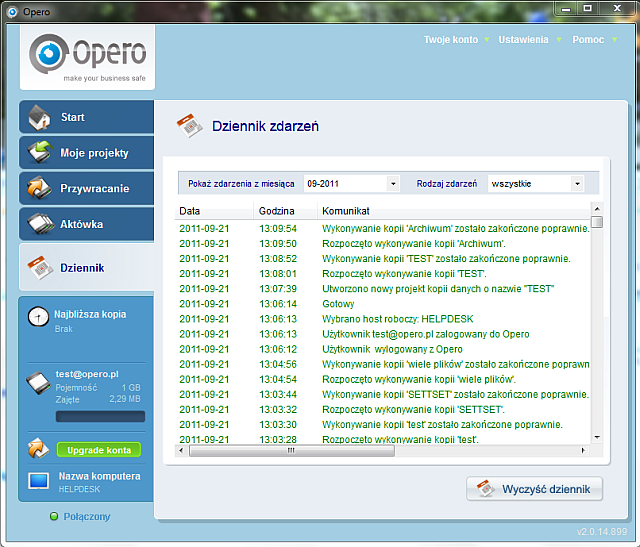 Opero
Opero
make your business safe
Twoje konto Ustawienia Pomoc
Start
Moje projekty
Przywracanie
Aktówka
Dziennik
Najbliższa kopia
Brak
test@opero.pl
Pojemność 1 GB
Zajęte 2,29 MB
Upgrade konta
Nazwa komputera
HELPDESK
Połączony
Dziennik zdarzeń
Pokaż zdarzenia z miesiąca 09-2011 Rodzaj zdarzeń wszystkie
Data Godzina Komunikat
2011-09-21 13:09:54 Wykonywanie kopii 'Archiwum' zostało zakończone poprawnie.
2011-09-21 13:09:50 Rozpoczęto wykonywanie kopii 'Archiwum'.
2011-09-21 13:08:52 Wykonywanie kopii 'TEST' zostało zakończone poprawnie.
2011-09-21 13:08:01 Rozpoczęto wykonywanie kopii 'TEST'.
2011-09-21 13:07:39 Utworzono nowy projekt kopii danych o nazwie "TEST"
2011-09-21 13:06:14 Gotowy
2011-09-21 13:06:13 Wybrano host roboczy: HELPDESK
2011-09-21 13:06:13 Użytkownik test@opero.pl zalogowany do Opero
2011-09-21 13:06:12 Użytkownik wylogowany z Opero
2011-09-21 13:04:56 Wykonywanie kopii 'wiele plików' zostało zakończone poprawn
2011-09-21 13:04:54 Rozpoczęto wykonywanie kopii 'wiele plików'.
2011-09-21 13:03:44 Wykonywanie kopii 'SETTSET' zostało zakończone poprawnie.
2011-09-21 13:03:32 Rozpoczęto wykonywanie kopii 'SETTSET'.
2011-09-21 13:03:30 Wykonywanie kopii 'test' zostało zakończone poprawnie.
2011-09-21 13:03:28 Rozpoczęto wykonywanie kopii 'test'.
Wyczyść dziennik
v2.0.14.899